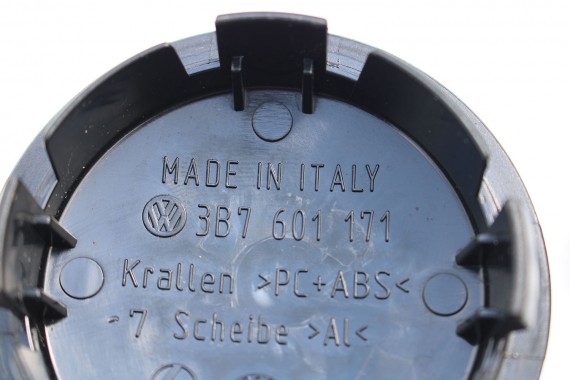 MADE IN ITALY
3B7 601 171
Krallen >PC+ABS<
-7 Scheibe >Al<